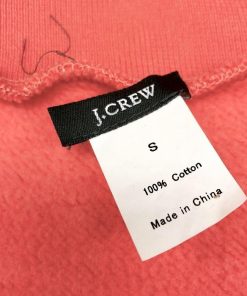 J.CREW
S
100% Cotton
Made in China